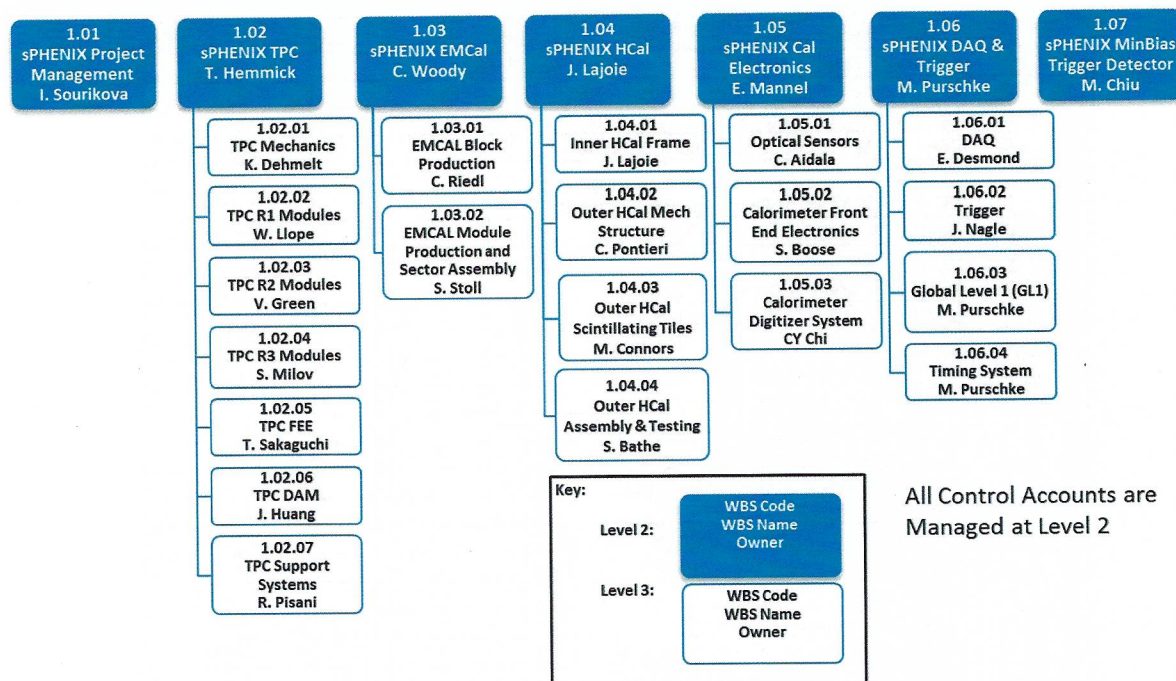 1.01
sPHENIX Project
Management
I. Sourikova
1.02
sPHENIX TPC
T. Hemmick
1.03
sPHENIX EMCal
C. Woody
1.04
sPHENIX HCal
J. Lajoie
1.05
sPHENIX Cal
Electronics
E. Mannel
1.06
sPHENIX DAQ &
Trigger
M. Purschke
1.07
sPHENIX MinBias
Trigger Detector
M. Chiu
1.02.01
TPC Mechanics
K. Dehmelt
1.02.02
TPC R1 Modules
W. Llope
1.02.03
TPC R2 Modules
V. Green
1.02.04
TPC R3 Modules
S. Milov
1.02.05
TPC FEE
T. Sakaguchi
1.02.06
TPC DAM
J. Huang
1.02.07
TPC Support
Systems
R. Pisani
1.03.01
EMCAL Block
Production
C. Riedl
1.03.02
EMCAL Module
Production and
Sector Assembly
S. Stoll
1.04.01
Inner HCal Frame
J. Lajoie
1.04.02
Outer HCal Mech
Structure
C. Pontieri
1.04.03
Outer HCal
Scintillating Tiles
M. Connors
1.04.04
Outer HCal
Assembly & Testing
S. Bathe
1.05.01
Optical Sensors
C. Aidala
1.05.02
Calorimeter Front
End Electronics
S. Boose
1.05.03
Calorimeter
Digitizer System
CY Chi
1.06.01
DAQ
E. Desmond
1.06.02
Trigger
J. Nagle
1.06.03
Global Level 1 (GL1)
M. Purschke
1.06.04
Timing System
M. Purschke
Key:
Level 2:
WBS Code
WBS Name
Owner
Level 3:
WBS Code
WBS Name
Owner
All Control Accounts are
Managed at Level 2